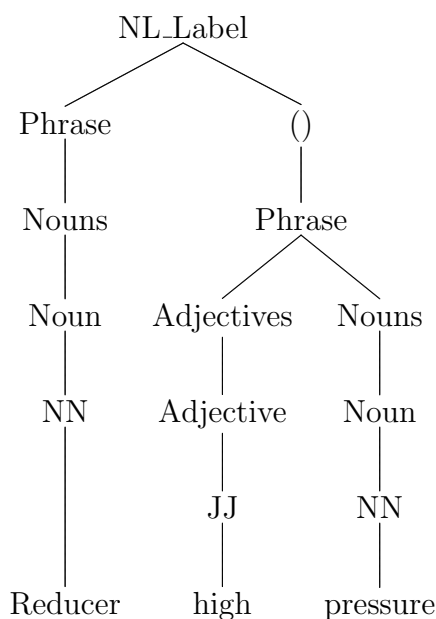 NL_Label
Phrase ()
Nouns Phrase
Noun Adjectives Nouns
NN Adjective Noun
JJ NN
Reducer high pressure